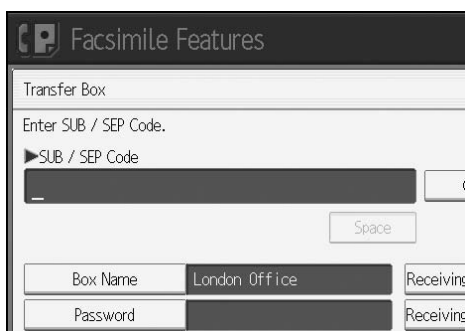 Facsimile Features
Transfer Box
Enter SUB / SEP Code.
▶SUB / SEP Code
Space
Box Name London Office Receiving
Password Receiving